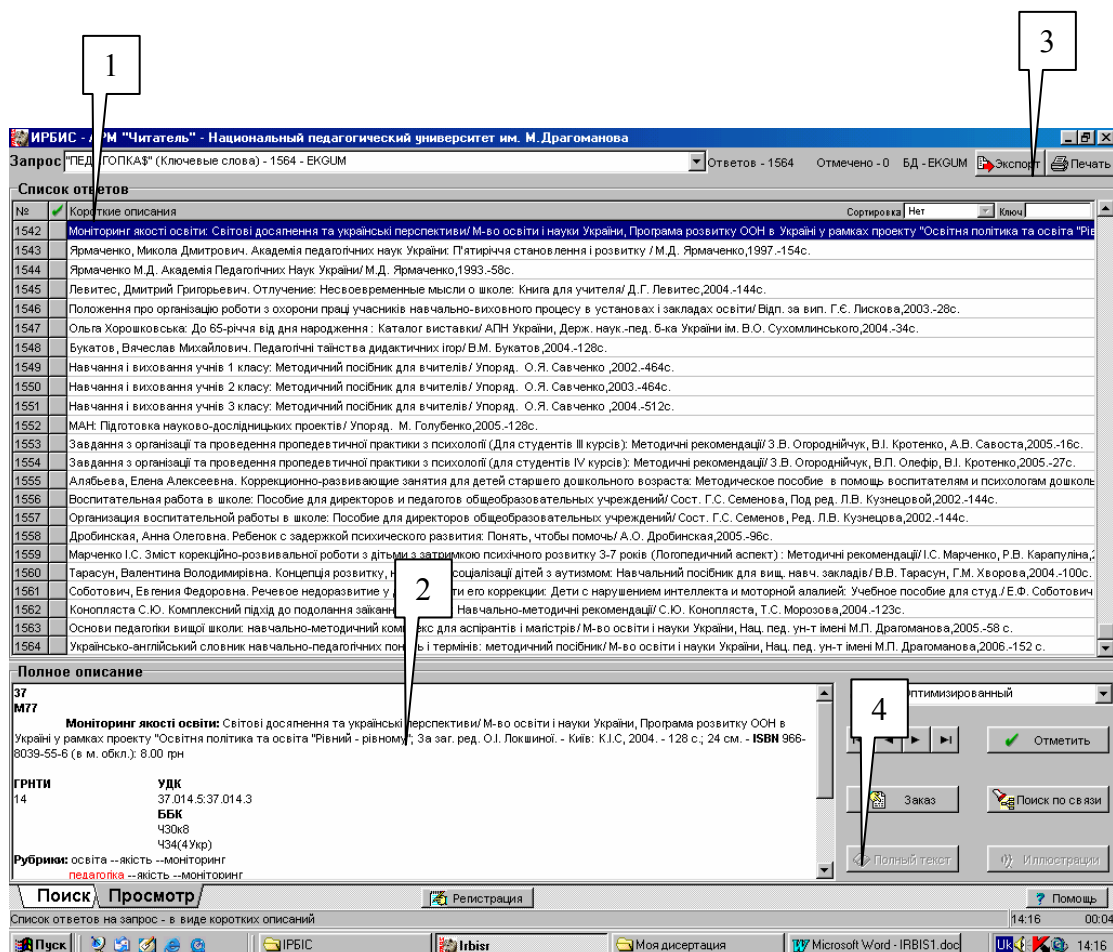 1
3
ИРБИС - АРМ "Читатель" - Национальный педагогический университет им. М.Драгоманова
Запрос "ПЕДАГОГІКА$" (Ключевые слова) - 1564 - EKGUM Ответов - 1564 Отмечено - 0 БД - EKGUM Экспорт Печать
Список ответов
№ Короткие описания Сортировка Нет Ключ
1542 Моніторинг якості освіти: Світові досягнення та українські перспективи/ М-во освіти і науки України, Програма розвитку ООН в Україні у рамках проекту "Освітня політика та освіта "Рів
1543 Ярмаченко, Микола Дмитрович. Академія педагогічних наук України: П'ятиріччя становлення і розвитку / М.Д. Ярмаченко,1997.-154с.
1544 Ярмаченко М.Д. Академія Педагогічних Наук України/ М.Д. Ярмаченко,1993.-58с.
1545 Левитес, Дмитрий Григорьевич. Отлучение: Несвоевременные мысли о школе: Книга для учителя/ Д.Г. Левитес,2004.-144с.
1546 Положення про організацію роботи з охорони праці учасників навчально-виховного процесу в установах і закладах освіти/ Відп. за вип. Г.Є. Лискова,2003.-28с.
1547 Ольга Хорошковська: До 65-річчя від дня народження : Каталог виставки/ АПН України, Держ. наук.-пед. б-ка України ім. В.О. Сухомлинського,2004.-34с.
1548 Букатов, Вячеслав Михайлович. Педагогічні таїнства дидактичних ігор/ В.М. Букатов,2004.-128с.
1549 Навчання і виховання учнів 1 класу: Методичний посібник для вчителів/ Упоряд. О.Я. Савченко ,2002.-464с.
1550 Навчання і виховання учнів 2 класу: Методичний посібник для вчителів/ Упоряд. О.Я. Савченко,2003.-464с.
1551 Навчання і виховання учнів 3 класу: Методичний посібник для вчителів/ Упоряд. О.Я. Савченко ,2004.-512с.
1552 МАН: Підготовка науково-дослідницьких проектів/ Упоряд. М. Голубенко,2005.-128с.
1553 Завдання з організації та проведення пропедевтичної практики з психології (Для студентів III курсів): Методичні рекомендації/ З.В. Огороднійчук, В.І. Кротенко, А.В. Савоста,2005.-16с.
1554 Завдання з організації та проведення пропедевтичної практики з психології (для студентів IV курсів): Методичні рекомендації/ З.В. Огороднійчук, В.П. Олефір, В.І. Кротенко,2005.-27с.
1555 Алябьева, Елена Алексеевна. Коррекционно-развивающие занятия для детей старшего дошкольного возраста: Методическое пособие в помощь воспитателям и психологам дошколь
1556 Воспитательная работа в школе: Пособие для директоров и педагогов общеобразовательных учреждений/ Сост. Г.С. Семенова, Под ред. Л.В. Кузнецовой,2002.-144с.
1557 Организация воспитательной работы в школе: Пособие для директоров общеобразовательных учреждений/ Сост. Г.С. Семенов, Ред. Л.В. Кузнецова,2002.-144с.
1558 Дробинская, Анна Олеговна. Ребенок с задержкой психического развития: Понять, чтобы помочь/ А.О. Дробинская,2005.-96с.
1559 Марченко І.С. Зміст корекційно-розвивальної роботи з дітьми з затримкою психічного розвитку 3-7 років (Логопедичний аспект) : Методичні рекомендації/ І.С. Марченко, Р.В. Карапуліна,2
1560 Тарасун, Валентина Володимирівна. Концепція розвитку, соціалізації дітей з аутизмом: Навчальний посібник для вищ. навч. закладів/ В.В. Тарасун, Г.М. Хворова,2004.-100с.
1561 Соботович, Евгения Федоровна. Речевое недоразвитие у его коррекции: Дети с нарушением интеллекта и моторной алалией: Учебное пособие для студ./ Е.Ф. Соботович
1562 Конопляста С.Ю. Комплексний підхід до подолання заїкання Навчально-методичні рекомендації/ С.Ю. Конопляста, Т.С. Морозова,2004.-123с.
1563 Основи педагогіки вищої школи: навчально-методичний комплекс для аспірантів і магістрів/ М-во освіти і науки України, Нац. пед. ун-т імені М.П. Драгоманова,2005.-58 с.
1564 Українсько-англійський словник навчально-педагогічних понять і термінів: методичний посібник/ М-во освіти і науки України, Нац. пед. ун-т імені М.П. Драгоманова,2006.-152 с.
2
Полное описание
37
М77
Моніторинг якості освіти: Світові досягнення та українські перспективи/ М-во освіти і науки України, Програма розвитку ООН в
Україні у рамках проекту "Освітня політика та освіта "Рівний - рівному"; За заг. ред. О.І. Локшиної. - Київ: К.І.С, 2004. - 128 с.; 24 см. - ISBN 966-
8039-55-6 (в м. обкл.): 8.00 грн
ГРНТИ УДК
14 37.014.5:37.014.3
ББК
Ч30к8
Ч34(4Укр)
Рубрики: освіта --якість --моніторинг
педагогіка --якість --моніторинг
Оптимизированный
4
Отметить
Заказ Поиск по связи
Полный текст Иллюстрации
Поиск Просмотр Регистрация Помощь
Список ответов на запрос - в виде коротких описаний 14:16 00:04
Пуск ІРБІС Irbisr Моя дисертация Microsoft Word - IRBIS1.doc Uk 14:16